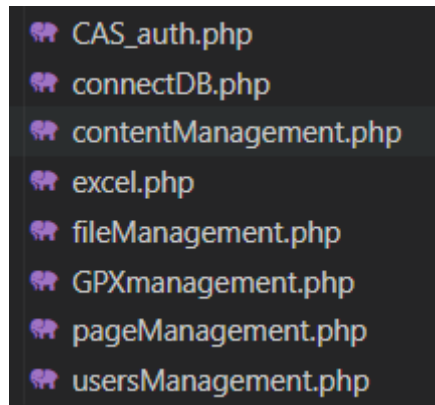 CAS_auth.php
connectDB.php
contentManagement.php
excel.php
fileManagement.php
GPXmanagement.php
pageManagement.php
usersManagement.php